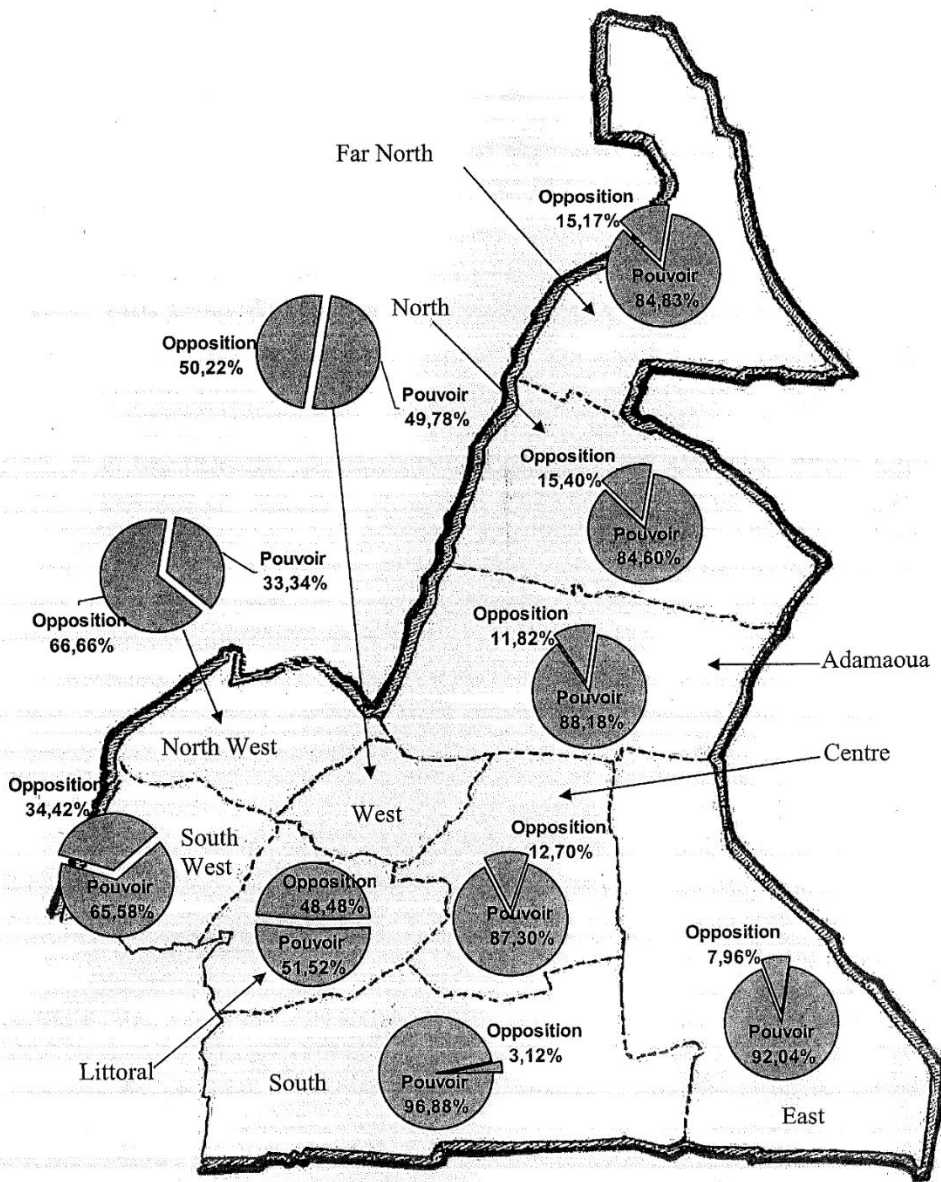 Far North
Opposition
15,17%
Pouvoir
84,83%
North
Opposition
50,22%
Pouvoir
49,78%
Opposition
15,40%
Pouvoir
84,60%
Pouvoir
33,34%
Opposition
66,66%
Opposition
11,82%
Pouvoir
88,18%
Adamaoua
North West
Centre
Opposition
34,42%
Pouvoir
65,58%
South
West
West
Opposition
48,48%
Pouvoir
51,52%
Opposition
12,70%
Pouvoir
87,30%
Opposition
7,96%
Pouvoir
92,04%
Littoral
South
Opposition
3,12%
Pouvoir
96,88%
East